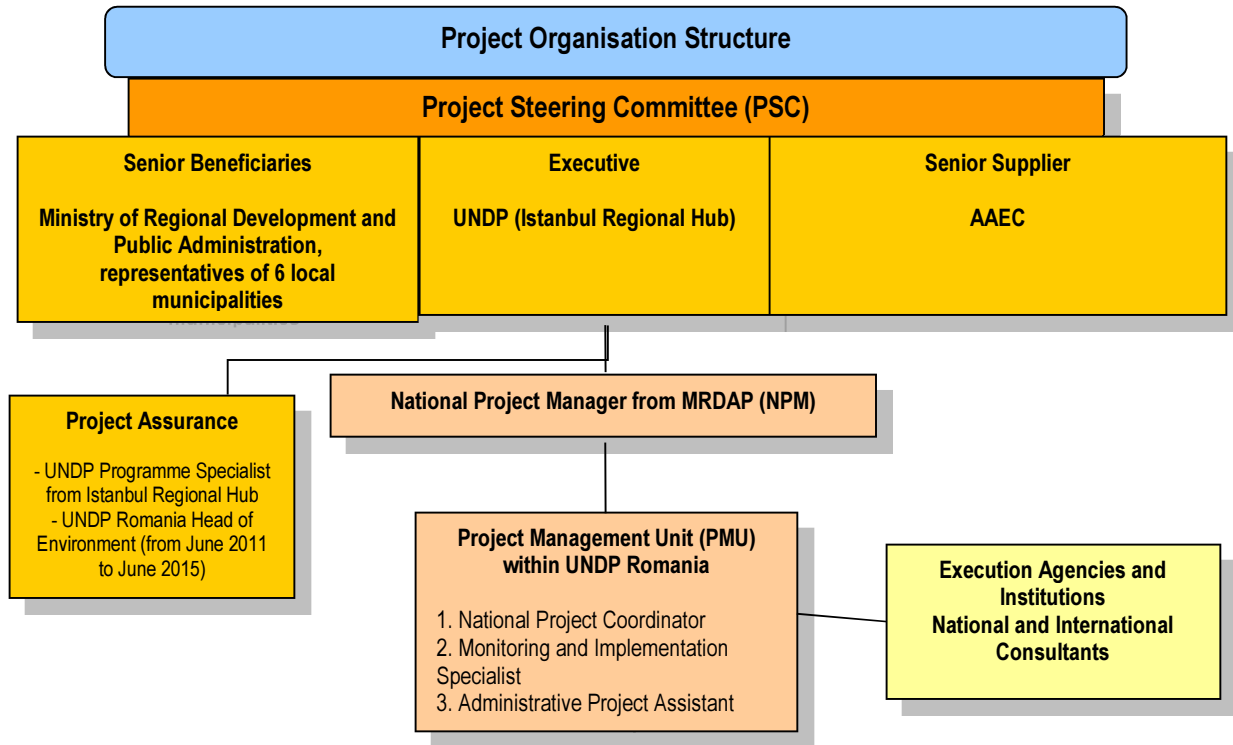 Project Organisation Structure
Project Steering Committee (PSC)
Senior Beneficiaries
Ministry of Regional Development and
Public Administration,
representatives of 6 local
municipalities
Executive
UNDP (Istanbul Regional Hub)
Senior Supplier
AAEC
Project Assurance
- UNDP Programme Specialist
from Istanbul Regional Hub
- UNDP Romania Head of
Environment (from June 2011
to June 2015)
National Project Manager from MRDAP (NPM)
Project Management Unit (PMU)
within UNDP Romania
1. National Project Coordinator
2. Monitoring and Implementation
Specialist
3. Administrative Project Assistant
Execution Agencies and
Institutions
National and International
Consultants